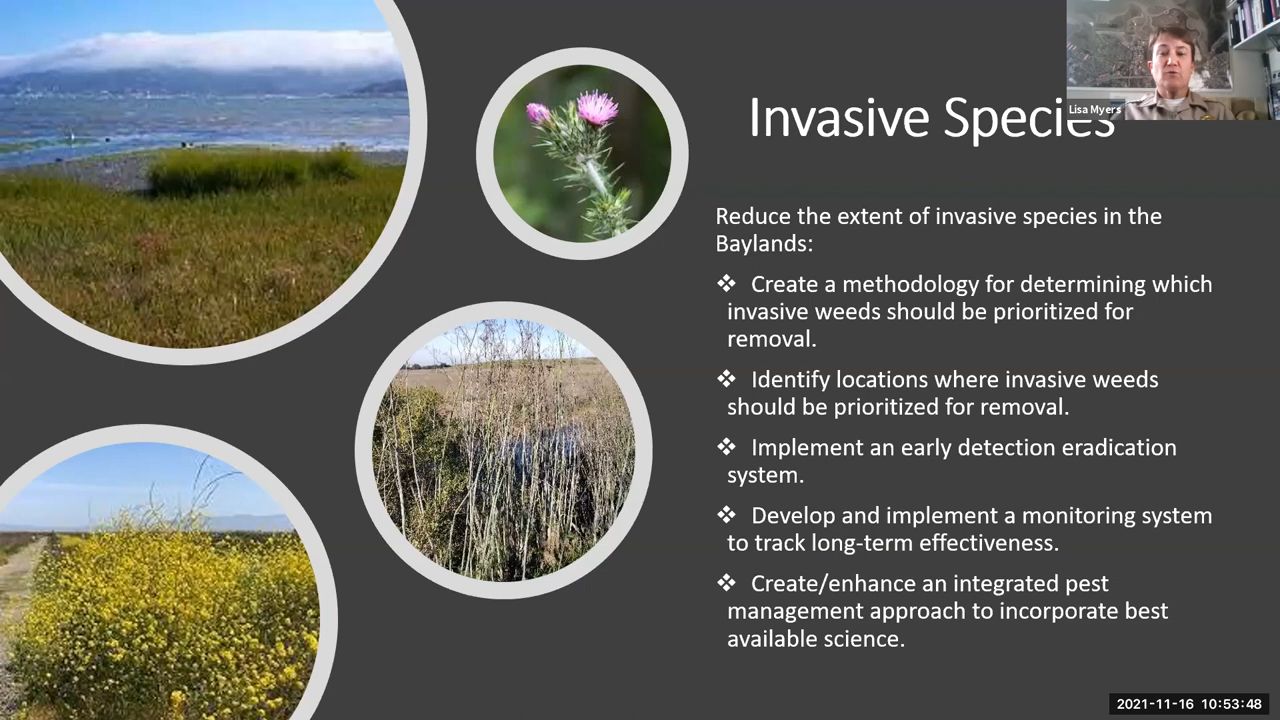 Lisa Myers
Invasive Species
Reduce the extent of invasive species in the
Baylands:
❖ Create a methodology for determining which
invasive weeds should be prioritized for
removal.
❖ Identify locations where invasive weeds
should be prioritized for removal.
❖ Implement an early detection eradication
system.
❖ Develop and implement a monitoring system
to track long-term effectiveness.
❖ Create/enhance an integrated pest
management approach to incorporate best
available science.
2021-11-16 10:53:48